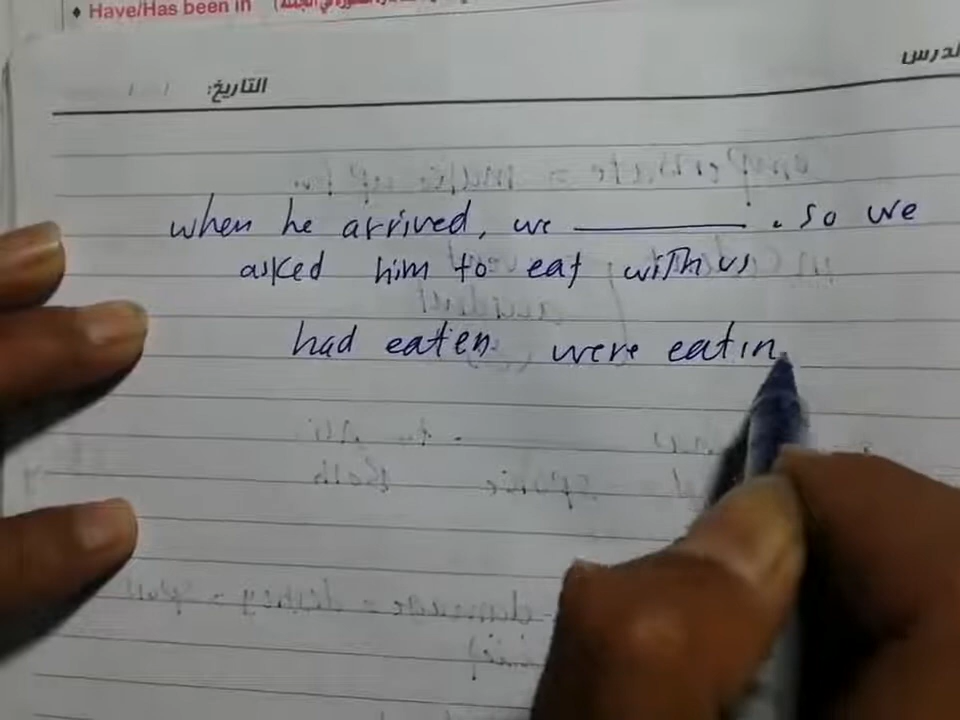 ♦ Have/Has been in
الدرس
التاريخ: / /
when he arrived, we ________ . so we
asked him to eat with us
had eaten were eatin